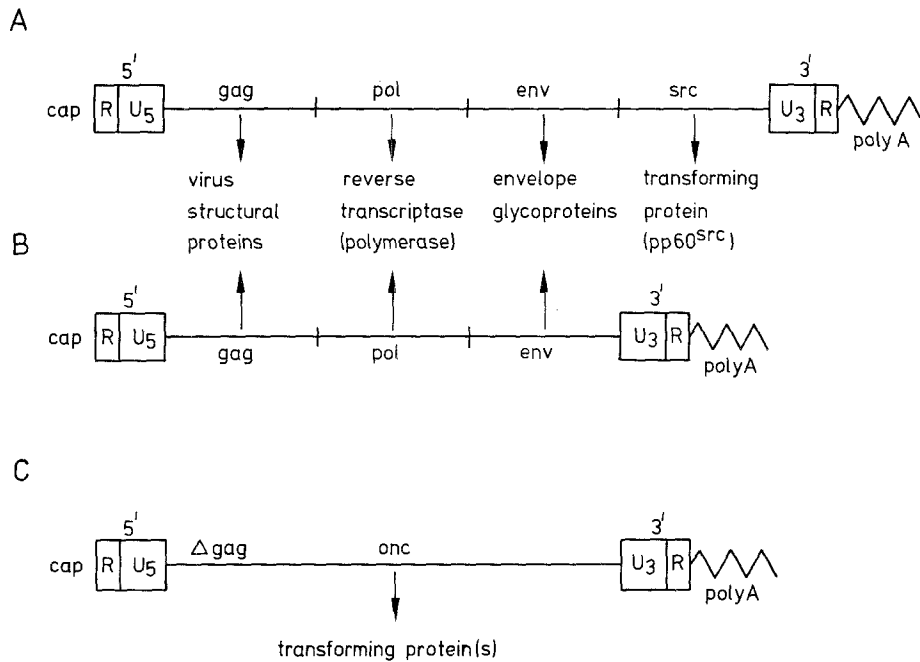 A
5' 3'
cap R U5 gag pol env src U3 R
poly A
virus structural proteins
reverse transcriptase (polymerase)
envelope glycoproteins
transforming protein (pp60src)
B
5' 3'
cap R U5 gag pol env U3 R
polyA
C
5' 3'
cap R U5 Δ gag onc U3 R
polyA
transforming protein(s)